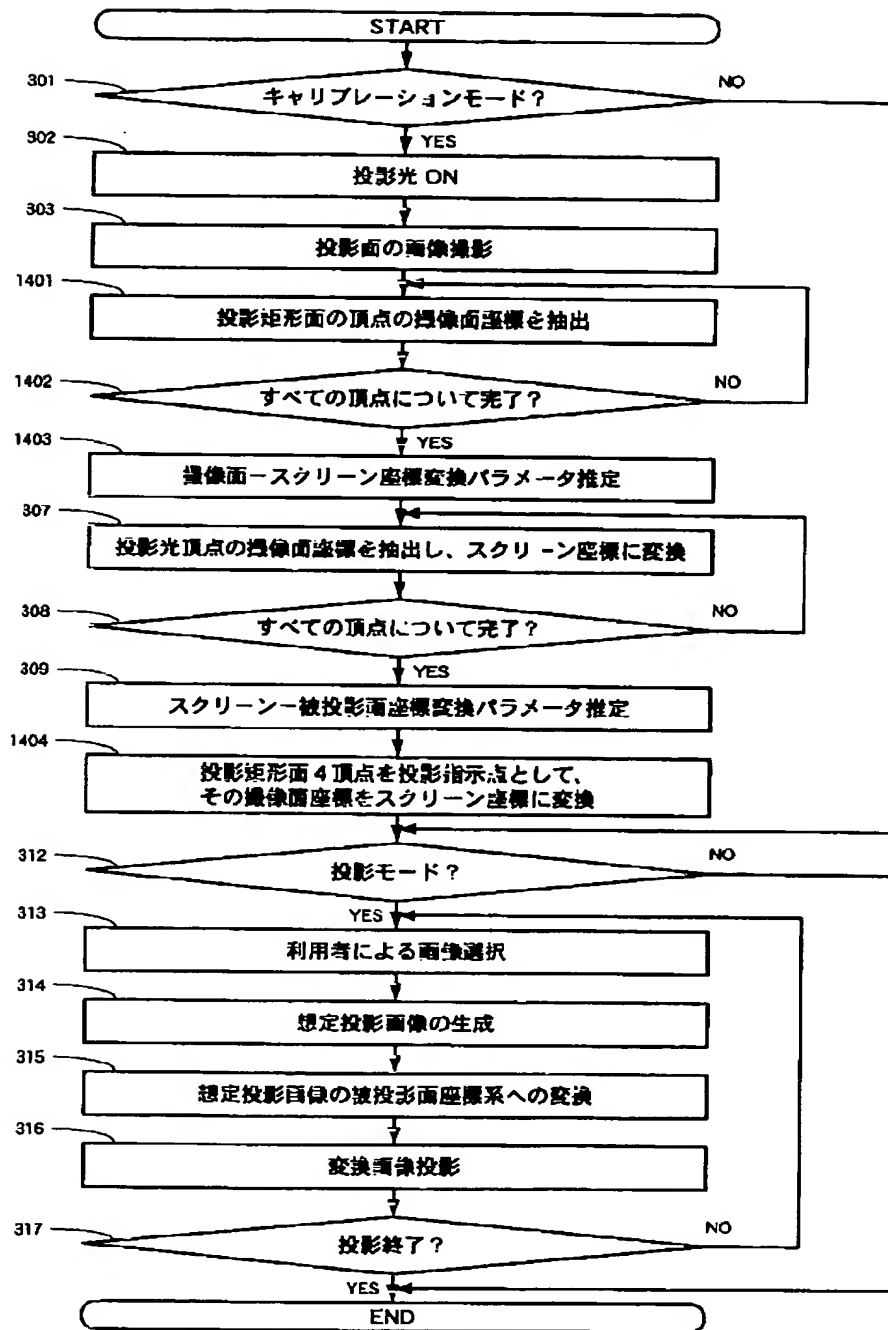 START
301
キャリブレーションモード？
NO
YES
302
投影光 ON
303
投影面の画像撮影
1401
投影矩形面の頂点の撮像面座標を抽出
1402
すべての頂点について完了？
NO
YES
1403
撮像面－スクリーン座標変換パラメータ推定
307
投影光頂点の撮像面座標を抽出し、スクリーン座標に変換
308
すべての頂点について完了？
NO
YES
309
スクリーン－被投影画座標変換パラメータ推定
1404
投影矩形面４頂点を投影指示点として、
その撮像面座標をスクリーン座標に変換
312
投影モード？
NO
YES
313
利用者による画像選択
314
想定投影画像の生成
315
想定投影画像の被投影面座標系への変換
316
変換画像投影
317
投影終了？
NO
YES
END